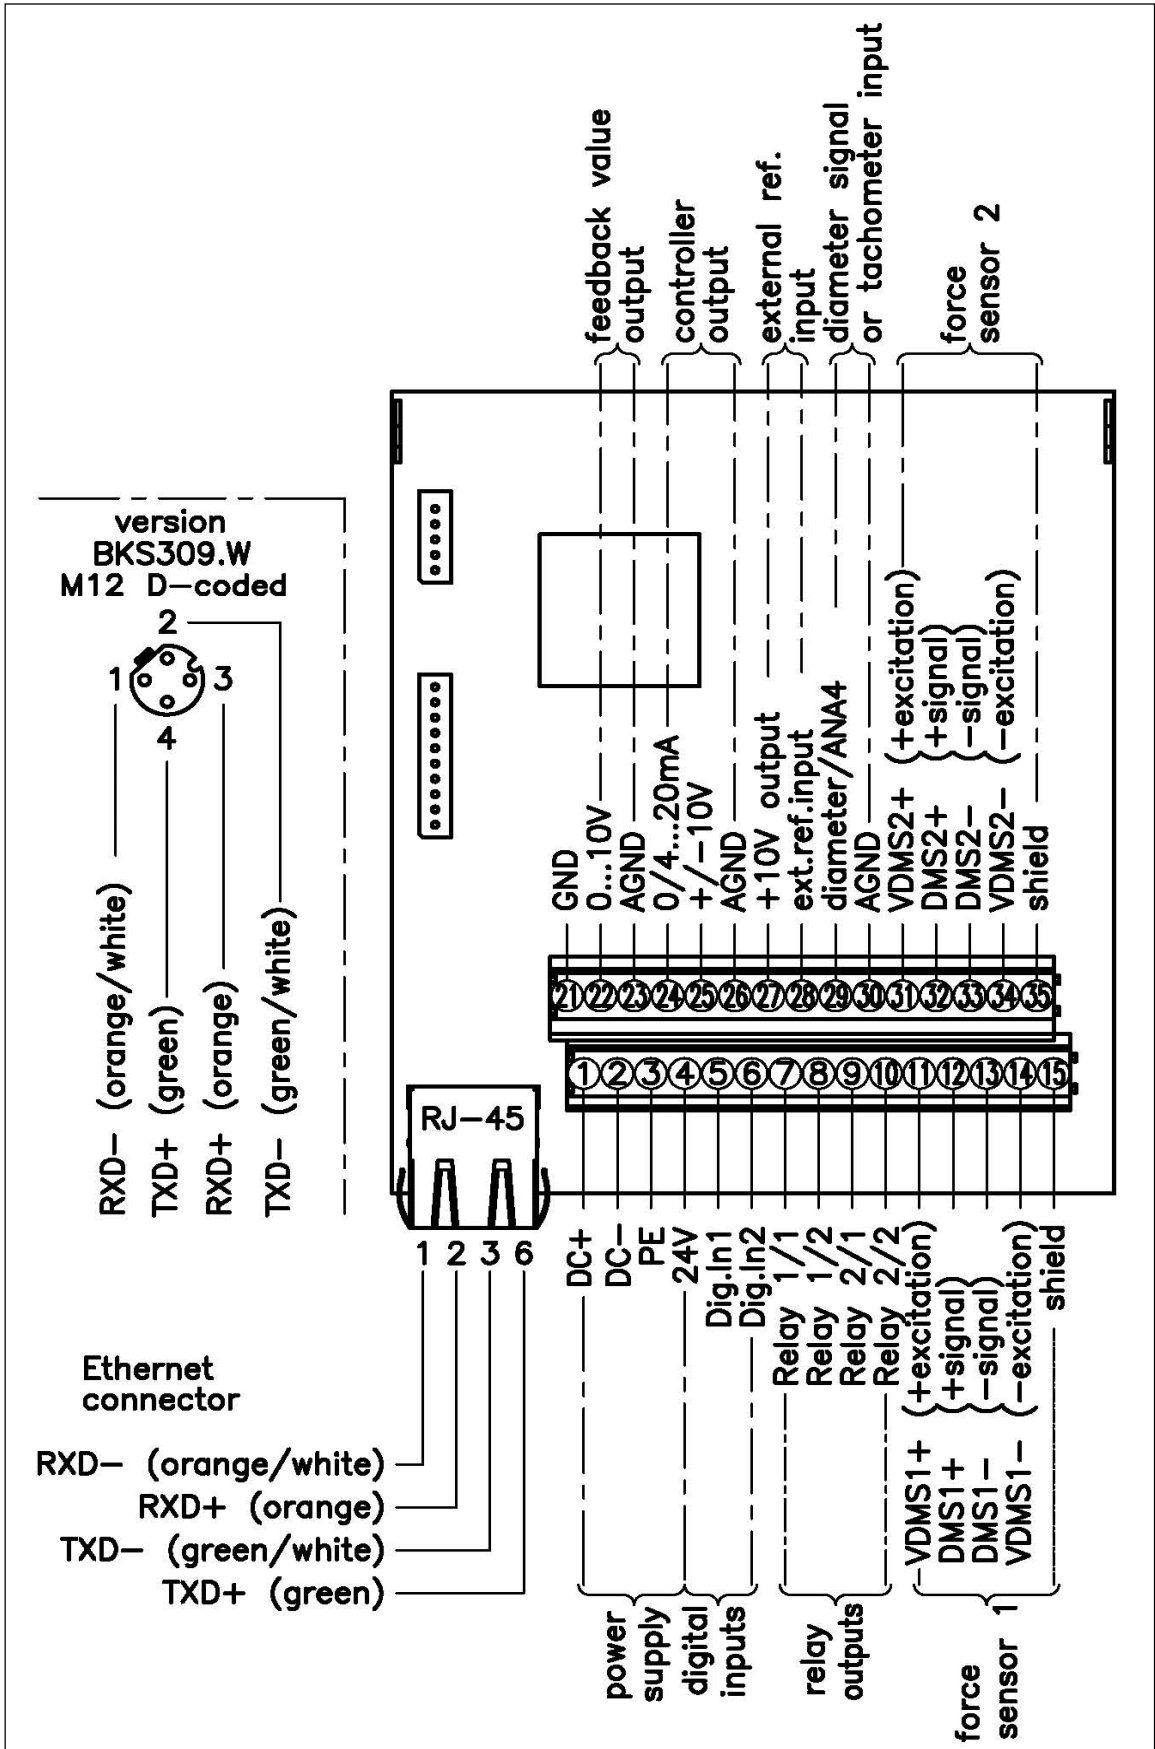 feedback value
output
controller
output
external ref.
input
diameter signal
or tachometer input
force
sensor 2
version
BKS309.W
M12 D-coded
2
1
3
4
RXD- (orange/white)
TXD+ (green)
RXD+ (orange)
TXD- (green/white)
GND
0...10V
AGND
0/4...20mA
+/-10V
AGND
+10V output
ext.ref.input
diameter/ANA4
AGND
VDMS2+ (+excitation)
DMS2+ (+signal)
DMS2- (-signal)
VDMS2- (-excitation)
shield
21 22 23 24 25 26 27 28 29 30 31 32 33 34 35
1 2 3 4 5 6 7 8 9 10 11 12 13 14 15
RJ-45
1 2 3 6
DC+
DC-
PE
24V
Dig.In1
Dig.In2
Relay 1/1
Relay 1/2
Relay 2/1
Relay 2/2
VDMS1+ (+excitation)
DMS1+ (+signal)
DMS1- (-signal)
VDMS1- (-excitation)
shield
Ethernet
connector
RXD- (orange/white)
RXD+ (orange)
TXD- (green/white)
TXD+ (green)
power
supply
digital
inputs
relay
outputs
force
sensor 1